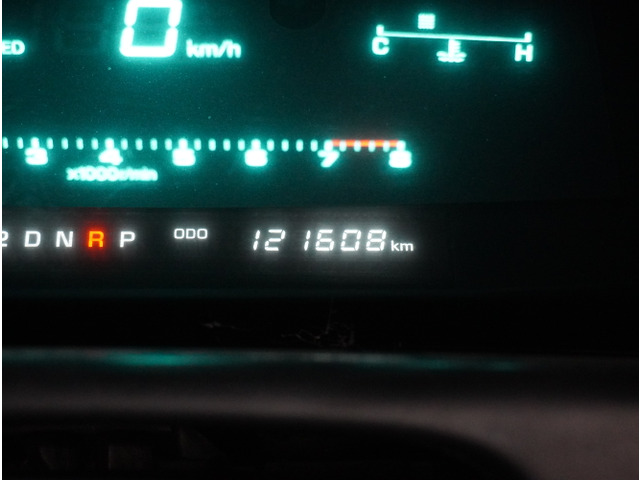 0 km/h
ED
C E H
3 4 5 6 7 8
x1000r/min
2 D N R P ODO 121608 km